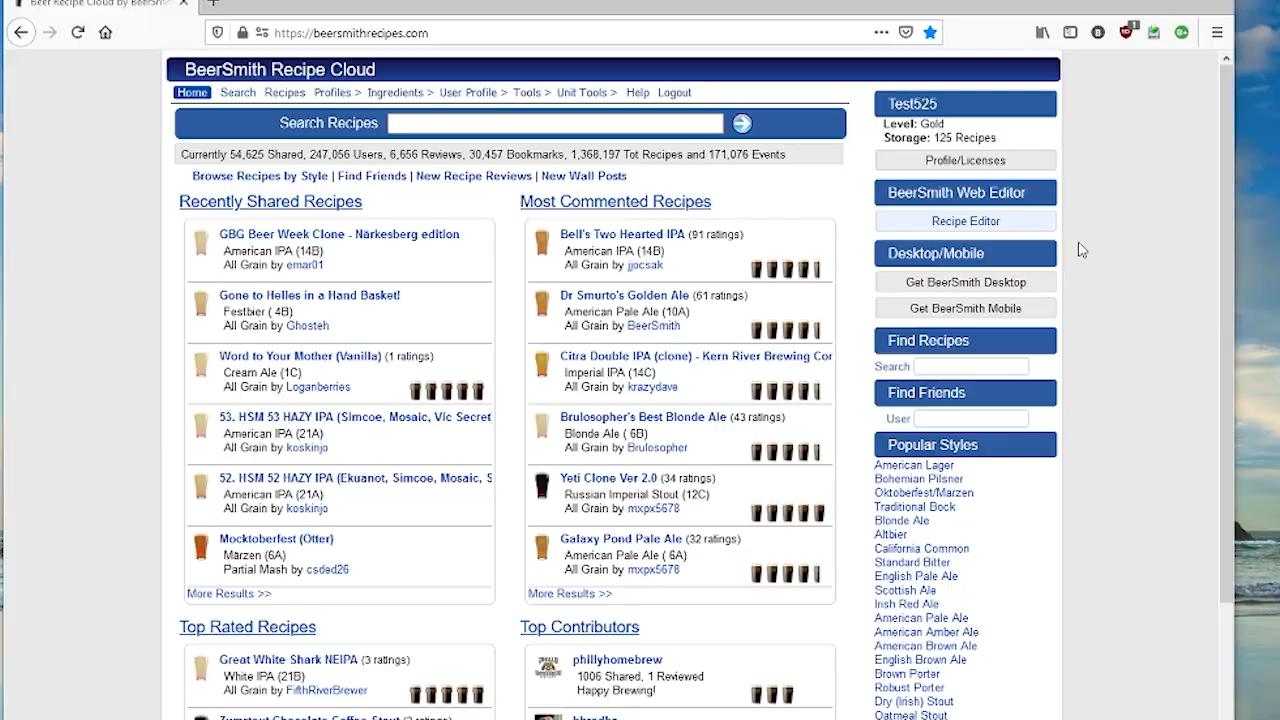 Beer Recipe Cloud by BeerSmi
https://beersmithrecipes.com
1
BeerSmith Recipe Cloud
Home Search Recipes Profiles > Ingredients > User Profile > Tools > Unit Tools > Help Logout
Search Recipes
Currently 54,625 Shared, 247,056 Users, 6,656 Reviews, 30,457 Bookmarks, 1,368,197 Tot Recipes and 171,076 Events
Browse Recipes by Style | Find Friends | New Recipe Reviews | New Wall Posts
Recently Shared Recipes
GBG Beer Week Clone - Närkesberg edition
American IPA (14B)
All Grain by emar01
Gone to Helles in a Hand Basket!
Festbier ( 4B)
All Grain by Ghosteh
Word to Your Mother (Vanilla) (1 ratings)
Cream Ale (1C)
All Grain by Loganberries
53. HSM 53 HAZY IPA (Simcoe, Mosaic, Vic Secret
American IPA (21A)
All Grain by koskinjo
52. HSM 52 HAZY IPA (Ekuanot, Simcoe, Mosaic, S
American IPA (21A)
All Grain by koskinjo
Mocktoberfest (Otter)
Marzen (6A)
Partial Mash by csded26
More Results >>
Most Commented Recipes
Bell's Two Hearted IPA (91 ratings)
American IPA (14B)
All Grain by jjocsak
Dr Smurto's Golden Ale (61 ratings)
American Pale Ale (10A)
All Grain by BeerSmith
Citra Double IPA (clone) - Kern River Brewing Cor
Imperial IPA (14C)
All Grain by krazydave
Brulosopher's Best Blonde Ale (43 ratings)
Blonde Ale ( 6B)
All Grain by Brulosopher
Yeti Clone Ver 2.0 (34 ratings)
Russian Imperial Stout (12C)
All Grain by mxpx5678
Galaxy Pond Pale Ale (32 ratings)
American Pale Ale ( 6A)
All Grain by mxpx5678
More Results >>
Top Rated Recipes
Great White Shark NEIPA (3 ratings)
White IPA (21B)
All Grain by FifthRiverBrewer
Top Contributors
phillyhomebrew
1006 Shared, 1 Reviewed
Happy Brewing!
Test525
Level: Gold
Storage: 125 Recipes
Profile/Licenses
BeerSmith Web Editor
Recipe Editor
Desktop/Mobile
Get BeerSmith Desktop
Get BeerSmith Mobile
Find Recipes
Search
Find Friends
User
Popular Styles
American Lager
Bohemian Pilsner
Oktoberfest/Marzen
Traditional Bock
Blonde Ale
Altbier
California Common
Standard Bitter
English Pale Ale
Scottish Ale
Irish Red Ale
American Pale Ale
American Amber Ale
American Brown Ale
English Brown Ale
Brown Porter
Robust Porter
Dry (Irish) Stout
Oatmeal Stout